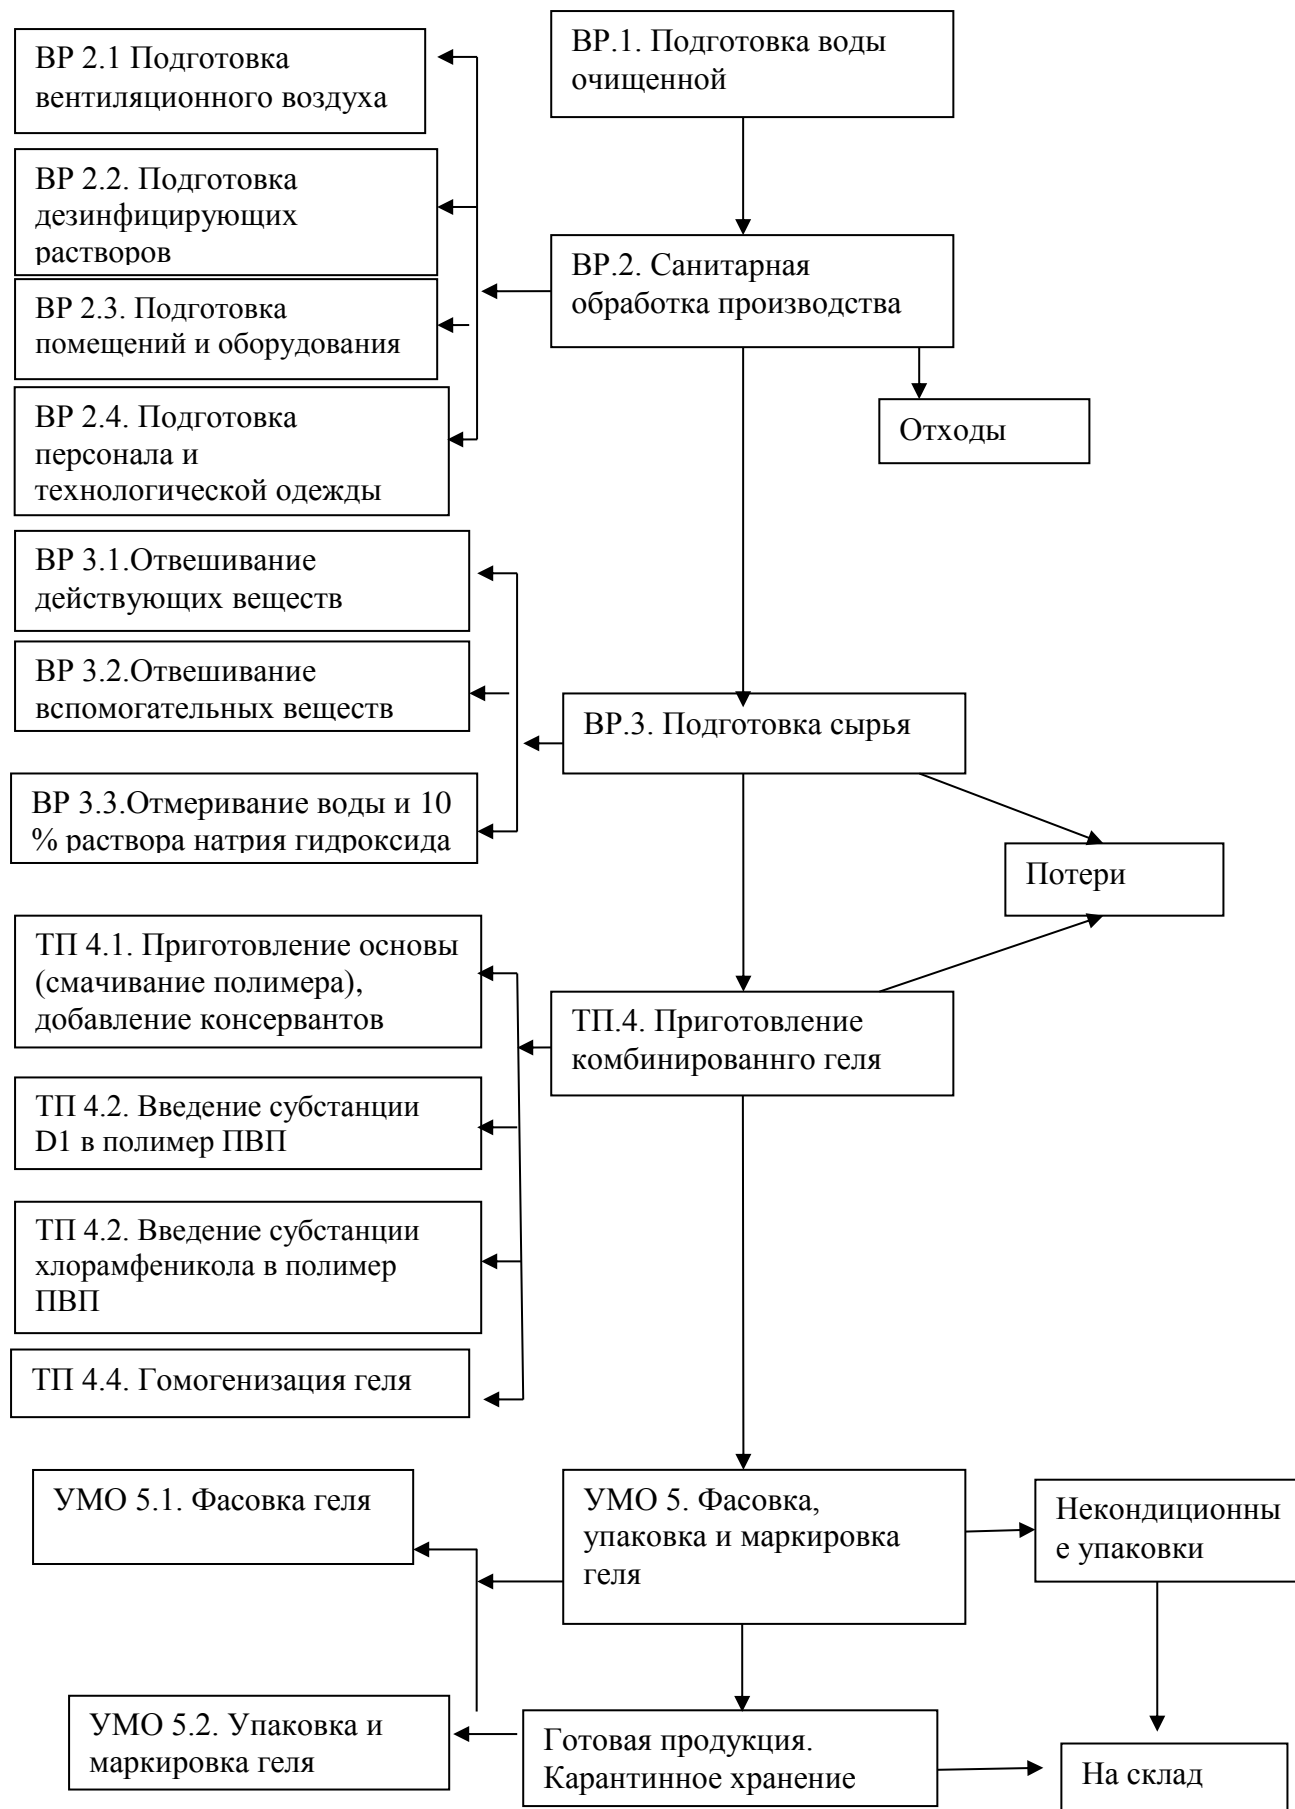 ВР 2.1 Подготовка
вентиляционного воздуха
ВР.1. Подготовка воды
очищенной
ВР 2.2. Подготовка
дезинфицирующих
растворов
ВР.2. Санитарная
обработка производства
ВР 2.3. Подготовка
помещений и оборудования
ВР 2.4. Подготовка
персонала и
технологической одежды
Отходы
ВР 3.1.Отвешивание
действующих веществ
ВР 3.2.Отвешивание
вспомогательных веществ
ВР.3. Подготовка сырья
ВР 3.3.Отмеривание воды и 10
% раствора натрия гидроксида
Потери
ТП 4.1. Приготовление основы
(смачивание полимера),
добавление консервантов
ТП.4. Приготовление
комбинированнго геля
ТП 4.2. Введение субстанции
D1 в полимер ПВП
ТП 4.2. Введение субстанции
хлорамфеникола в полимер
ПВП
ТП 4.4. Гомогенизация геля
УМО 5.1. Фасовка геля
УМО 5. Фасовка,
упаковка и маркировка
геля
Некондиционны
е упаковки
УМО 5.2. Упаковка и
маркировка геля
Готовая продукция.
Карантинное хранение
На склад